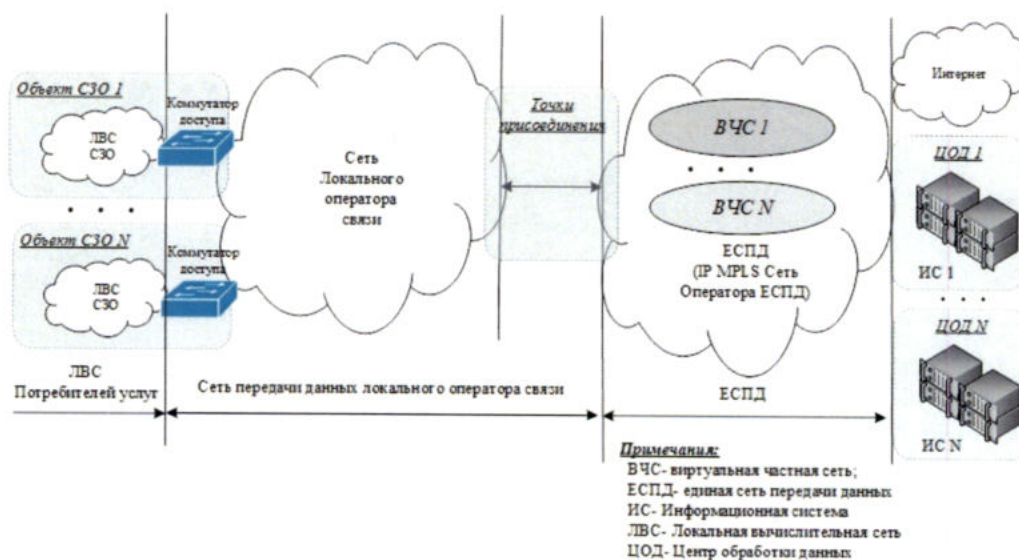 Объект СЗО 1
Коммутатор
доступа
ЛВС
СЗО
Объект СЗО N
Коммутатор
доступа
ЛВС
СЗО
Сеть
Локального
оператора
связи
Точки
присоединения
ВЧС 1
ВЧС N
ЕСПД
(IP MPLS Сеть
Оператора ЕСПД)
Интернет
ЦОД 1
ИС 1
ЦОД N
ИС N
ЛВС
Потребителей услуг
Сеть передачи данных локального оператора связи
ЕСПД
Примечания:
ВЧС- виртуальная частная сеть;
ЕСПД- единая сеть передачи данных
ИС- Информационная система
ЛВС- Локальная вычислительная сеть
ЦОД- Центр обработки данных